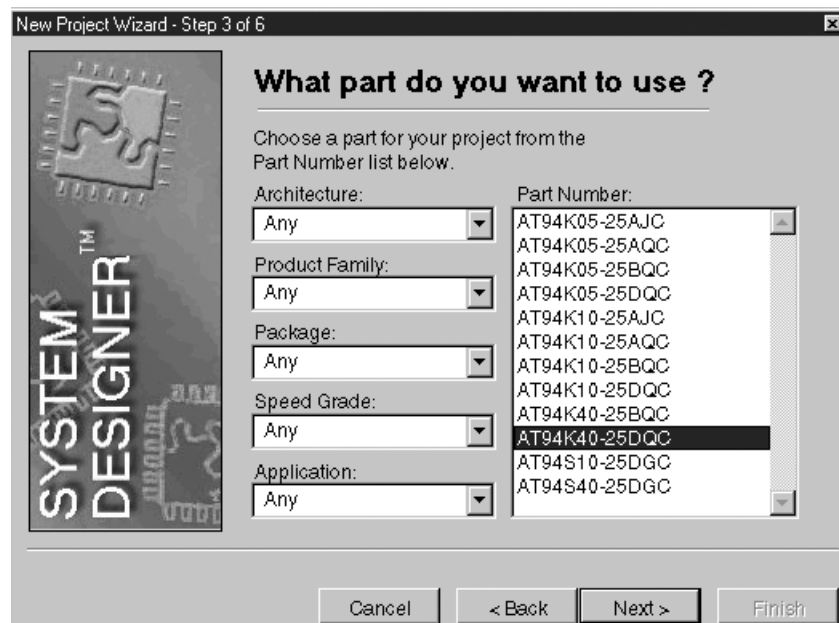 New Project Wizard - Step 3 of 6
SYSTEM
DESIGNER™
What part do you want to use ?
Choose a part for your project from the
Part Number list below.
Architecture:
Any
Product Family:
Any
Package:
Any
Speed Grade:
Any
Application:
Any
Part Number:
AT94K05-25AJC
AT94K05-25AQC
AT94K05-25BQC
AT94K05-25DQC
AT94K10-25AJC
AT94K10-25AQC
AT94K10-25BQC
AT94K10-25DQC
AT94K40-25BQC
AT94K40-25DQC
AT94S10-25DGC
AT94S40-25DGC
Cancel
< Back
Next >
Finish